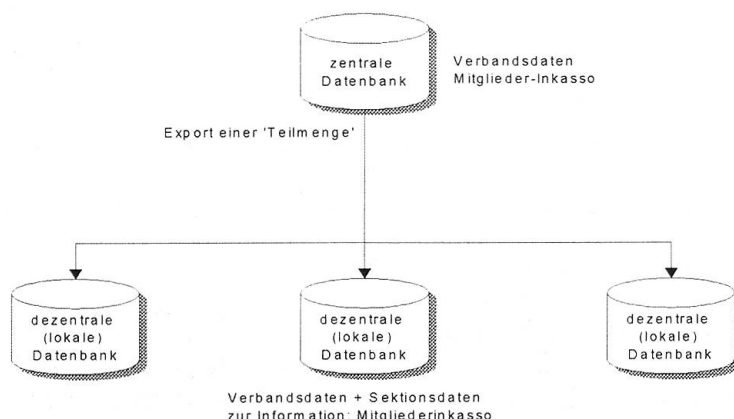 zentrale
Datenbank
Verbandsdaten
Mitglieder-Inkasso
Export einer 'Teilmenge'
dezentrale
(lokale)
Datenbank
dezentrale
(lokale)
Datenbank
dezentrale
(lokale)
Datenbank
Verbandsdaten + Sektionsdaten
zur Information: Mitgliederinkasso